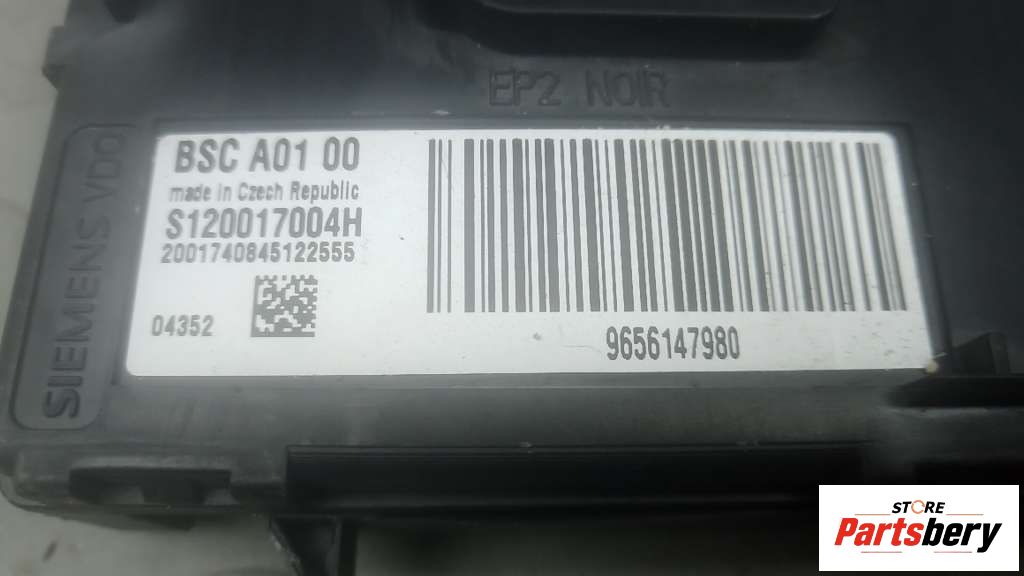 EP2 NOIR
SIEMENS VDO
BSC A01 00
made in Czech Republic
S120017004H
2001740845122555
04352
9656147980
STORE
Partsbery